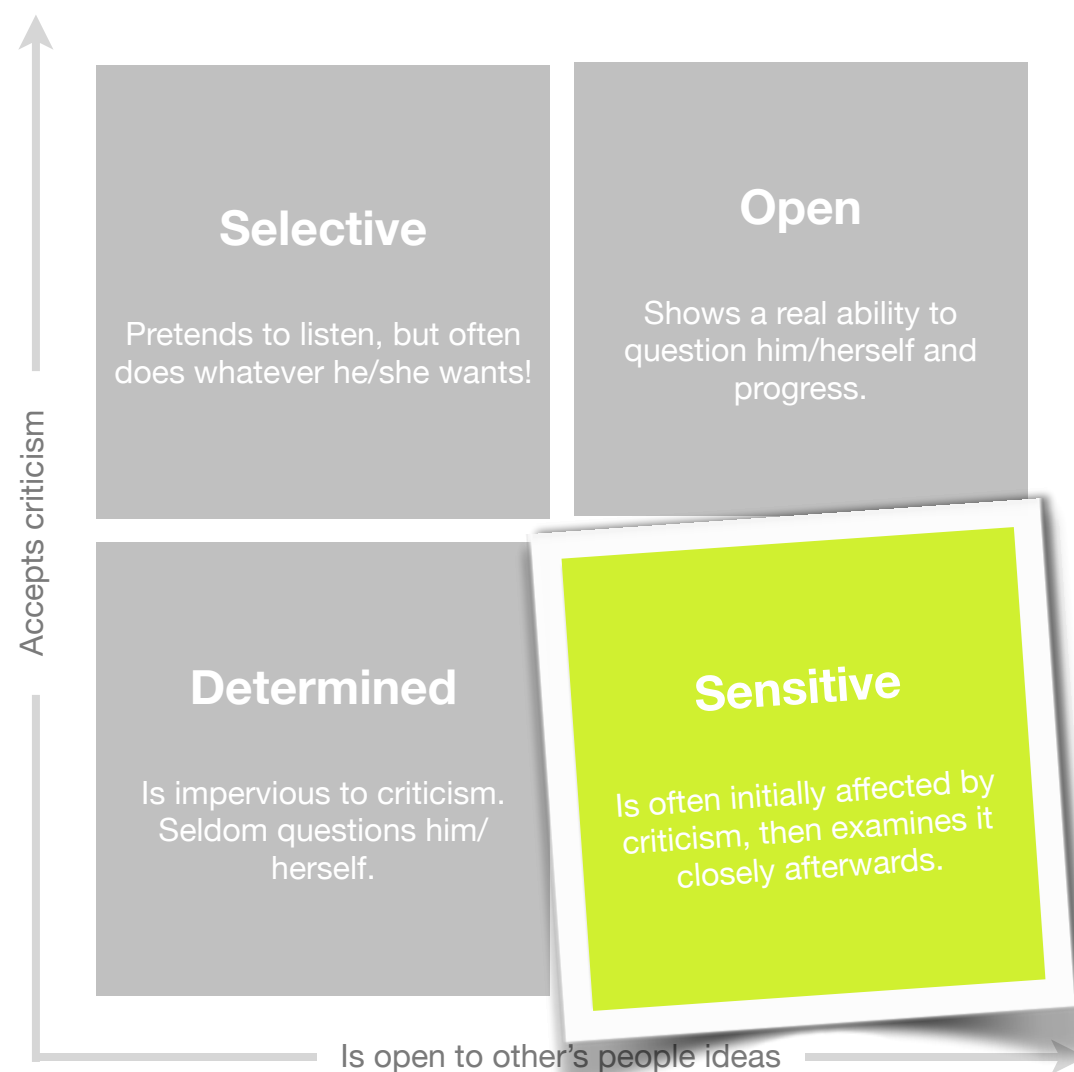 Selective
Pretends to listen, but often
does whatever he/she wants!
Open
Shows a real ability to
question him/herself and
progress.
Accepts criticism
Determined
Is impervious to criticism.
Seldom questions him/
herself.
Sensitive
Is often initially affected by
criticism, then examines it
closely afterwards.
Is open to other's people ideas